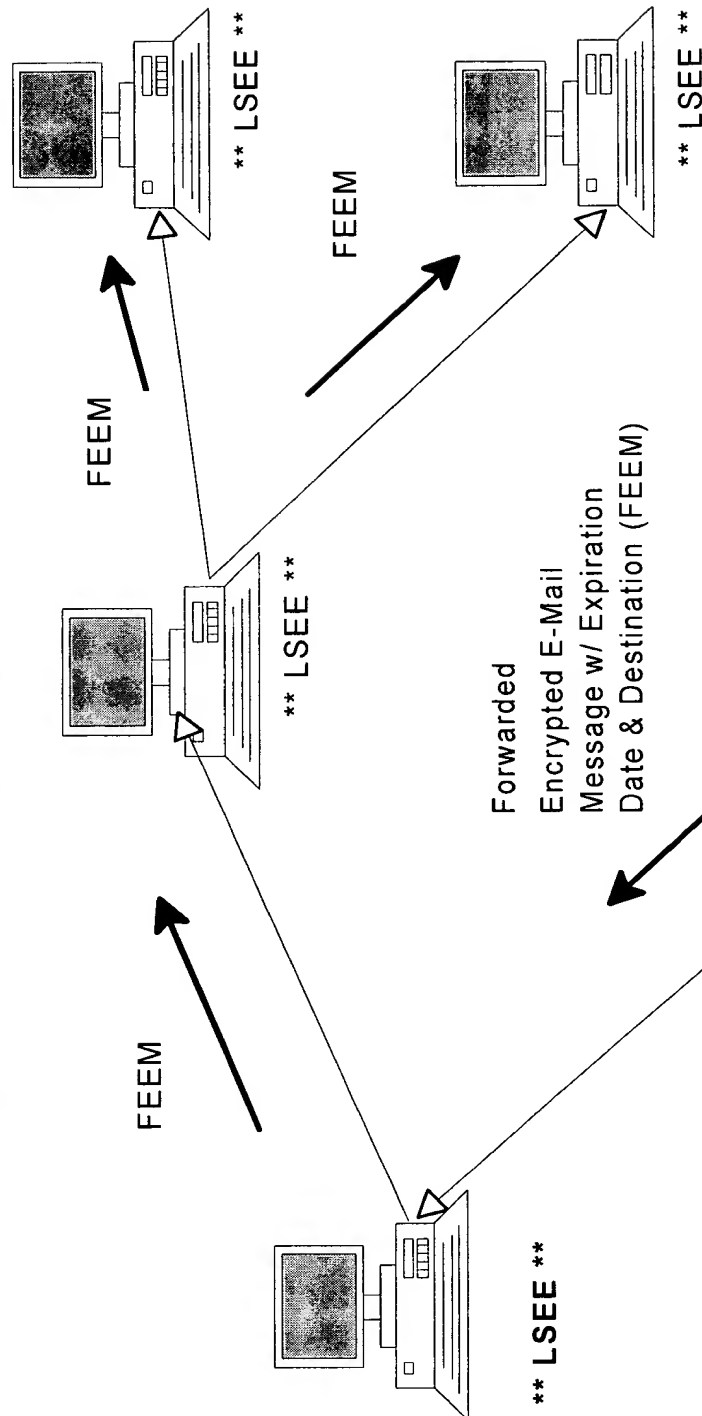 ** LSEE **
FEEM
** LSEE **
FEEM
FEEM
** LSEE **
Forwarded
Encrypted E-Mail
Message w/ Expiration
Date & Destination (FEEM)
** LSEE **